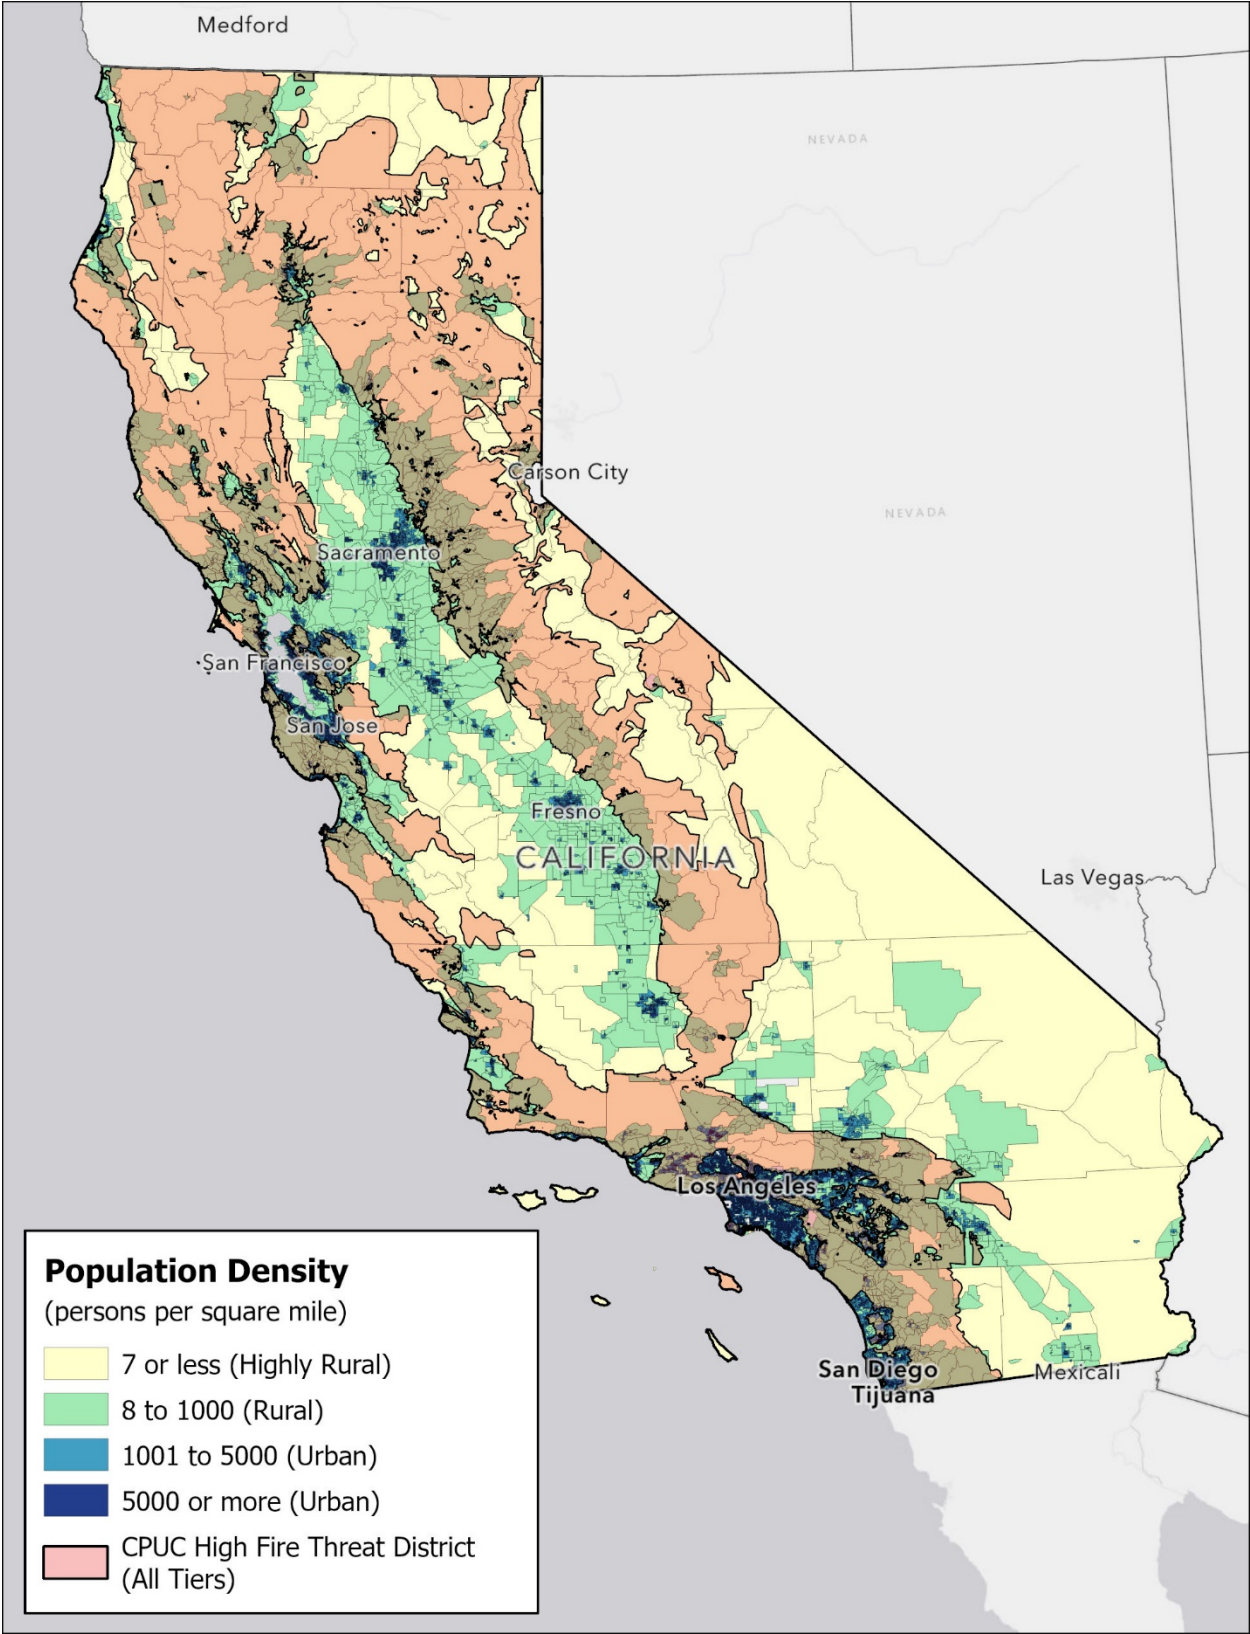 Medford
NEVADA
Carson City
NEVADA
Sacramento
San Francisco
San Jose
Fresno
CALIFORNIA
Las Vegas
Los Angeles
San Diego
Tijuana
Mexicali
Population Density
(persons per square mile)
7 or less (Highly Rural)
8 to 1000 (Rural)
1001 to 5000 (Urban)
5000 or more (Urban)
CPUC High Fire Threat District
(All Tiers)